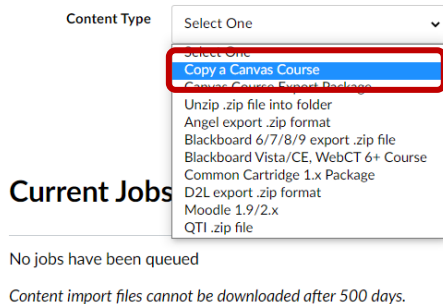 Content Type
Select One
Select One
Copy a Canvas Course
Canvas Course Export Package
Unzip .zip file into folder
Angel export .zip format
Blackboard 6/7/8/9 export .zip file
Blackboard Vista/CE, WebCT 6+ Course
Common Cartridge 1.x Package
D2L export .zip format
Moodle 1.9/2.x
QTI .zip file
Current Jobs
No jobs have been queued
Content import files cannot be downloaded after 500 days.